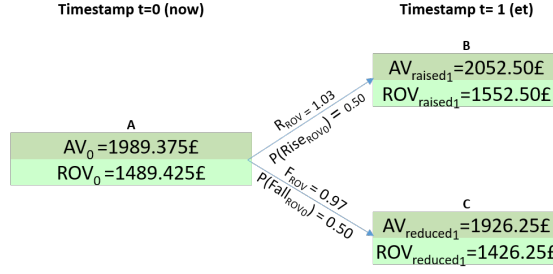 Timestamp t=0 (now)
Timestamp t= 1 (et)
A
AV0 =1989.375£
ROV0 =1489.425£
RROV = 1.03
P(RiseROV0) = 0.50
FROV = 0.97
P(FallROV0) = 0.50
B
AVraised1=2052.50£
ROVraised1=1552.50£
C
AVreduced1=1926.25£
ROVreduced1=1426.25£